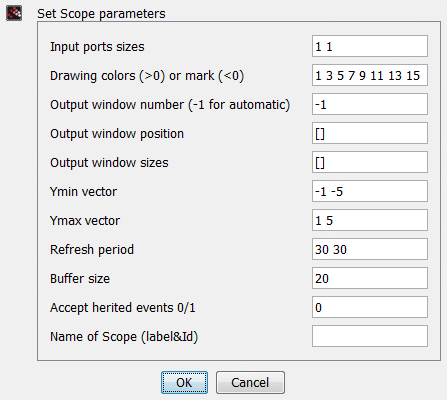 Set Scope parameters
Input ports sizes 1 1
Drawing colors (>0) or mark (<0) 1 3 5 7 9 11 13 15
Output window number (-1 for automatic) -1
Output window position []
Output window sizes []
Ymin vector -1 -5
Ymax vector 1 5
Refresh period 30 30
Buffer size 20
Accept herited events 0/1 0
Name of Scope (label&Id)
OK Cancel